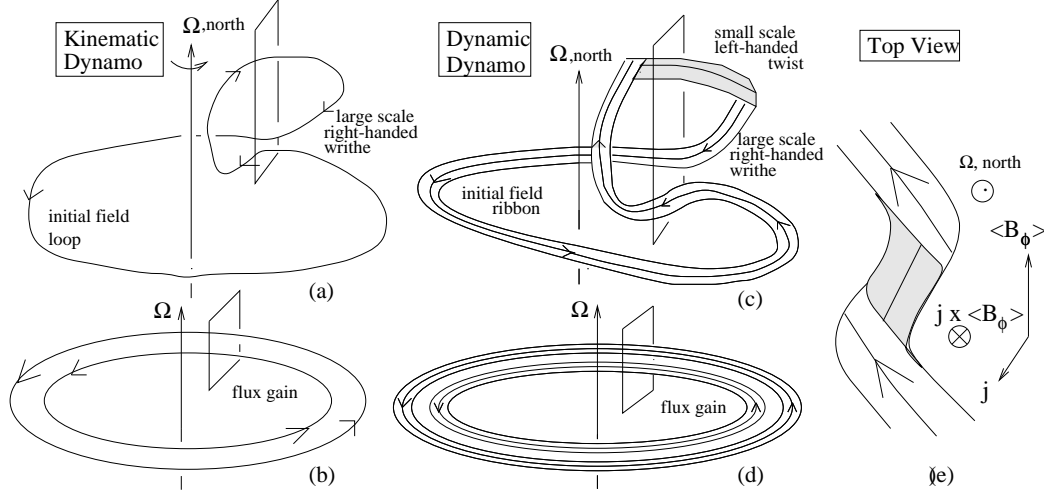 Kinematic
Dynamo
Ω,north
large scale
right-handed
writhe
initial field
loop
(a)
Ω
flux gain
(b)
Dynamic
Dynamo
Ω,north
small scale
left-handed
twist
large scale
right-handed
writhe
initial field
ribbon
(c)
Ω
flux gain
(d)
Top View
Ω, north
<B_ϕ>
j x <B_ϕ>
j
(e)